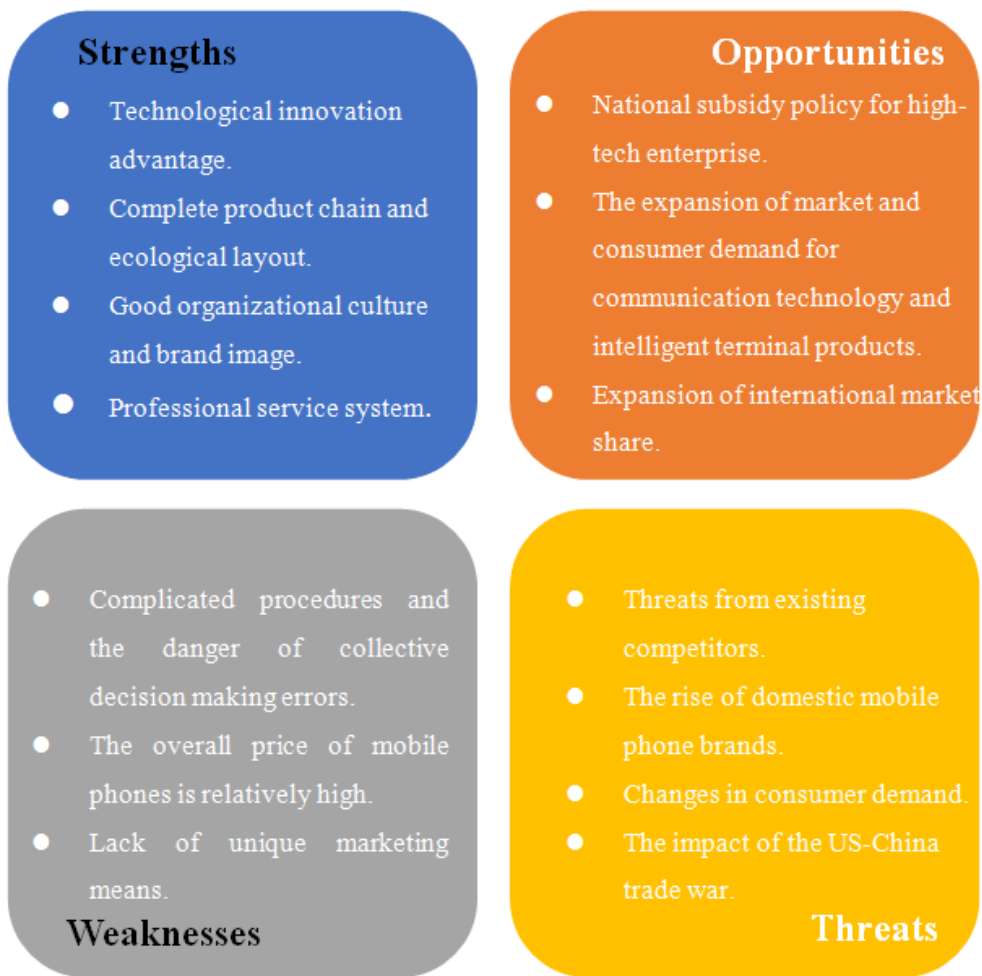 Strengths
● Technological innovation
advantage.
● Complete product chain and
ecological layout.
● Good organizational culture
and brand image.
● Professional service system.
Opportunities
● National subsidy policy for high-
tech enterprise.
● The expansion of market and
consumer demand for
communication technology and
intelligent terminal products.
● Expansion of international market
share.
● Complicated procedures and
the danger of collective
decision making errors.
● The overall price of mobile
phones is relatively high.
● Lack of unique marketing
means.
Weaknesses
● Threats from existing
competitors.
● The rise of domestic mobile
phone brands.
● Changes in consumer demand.
● The impact of the US-China
trade war.
Threats